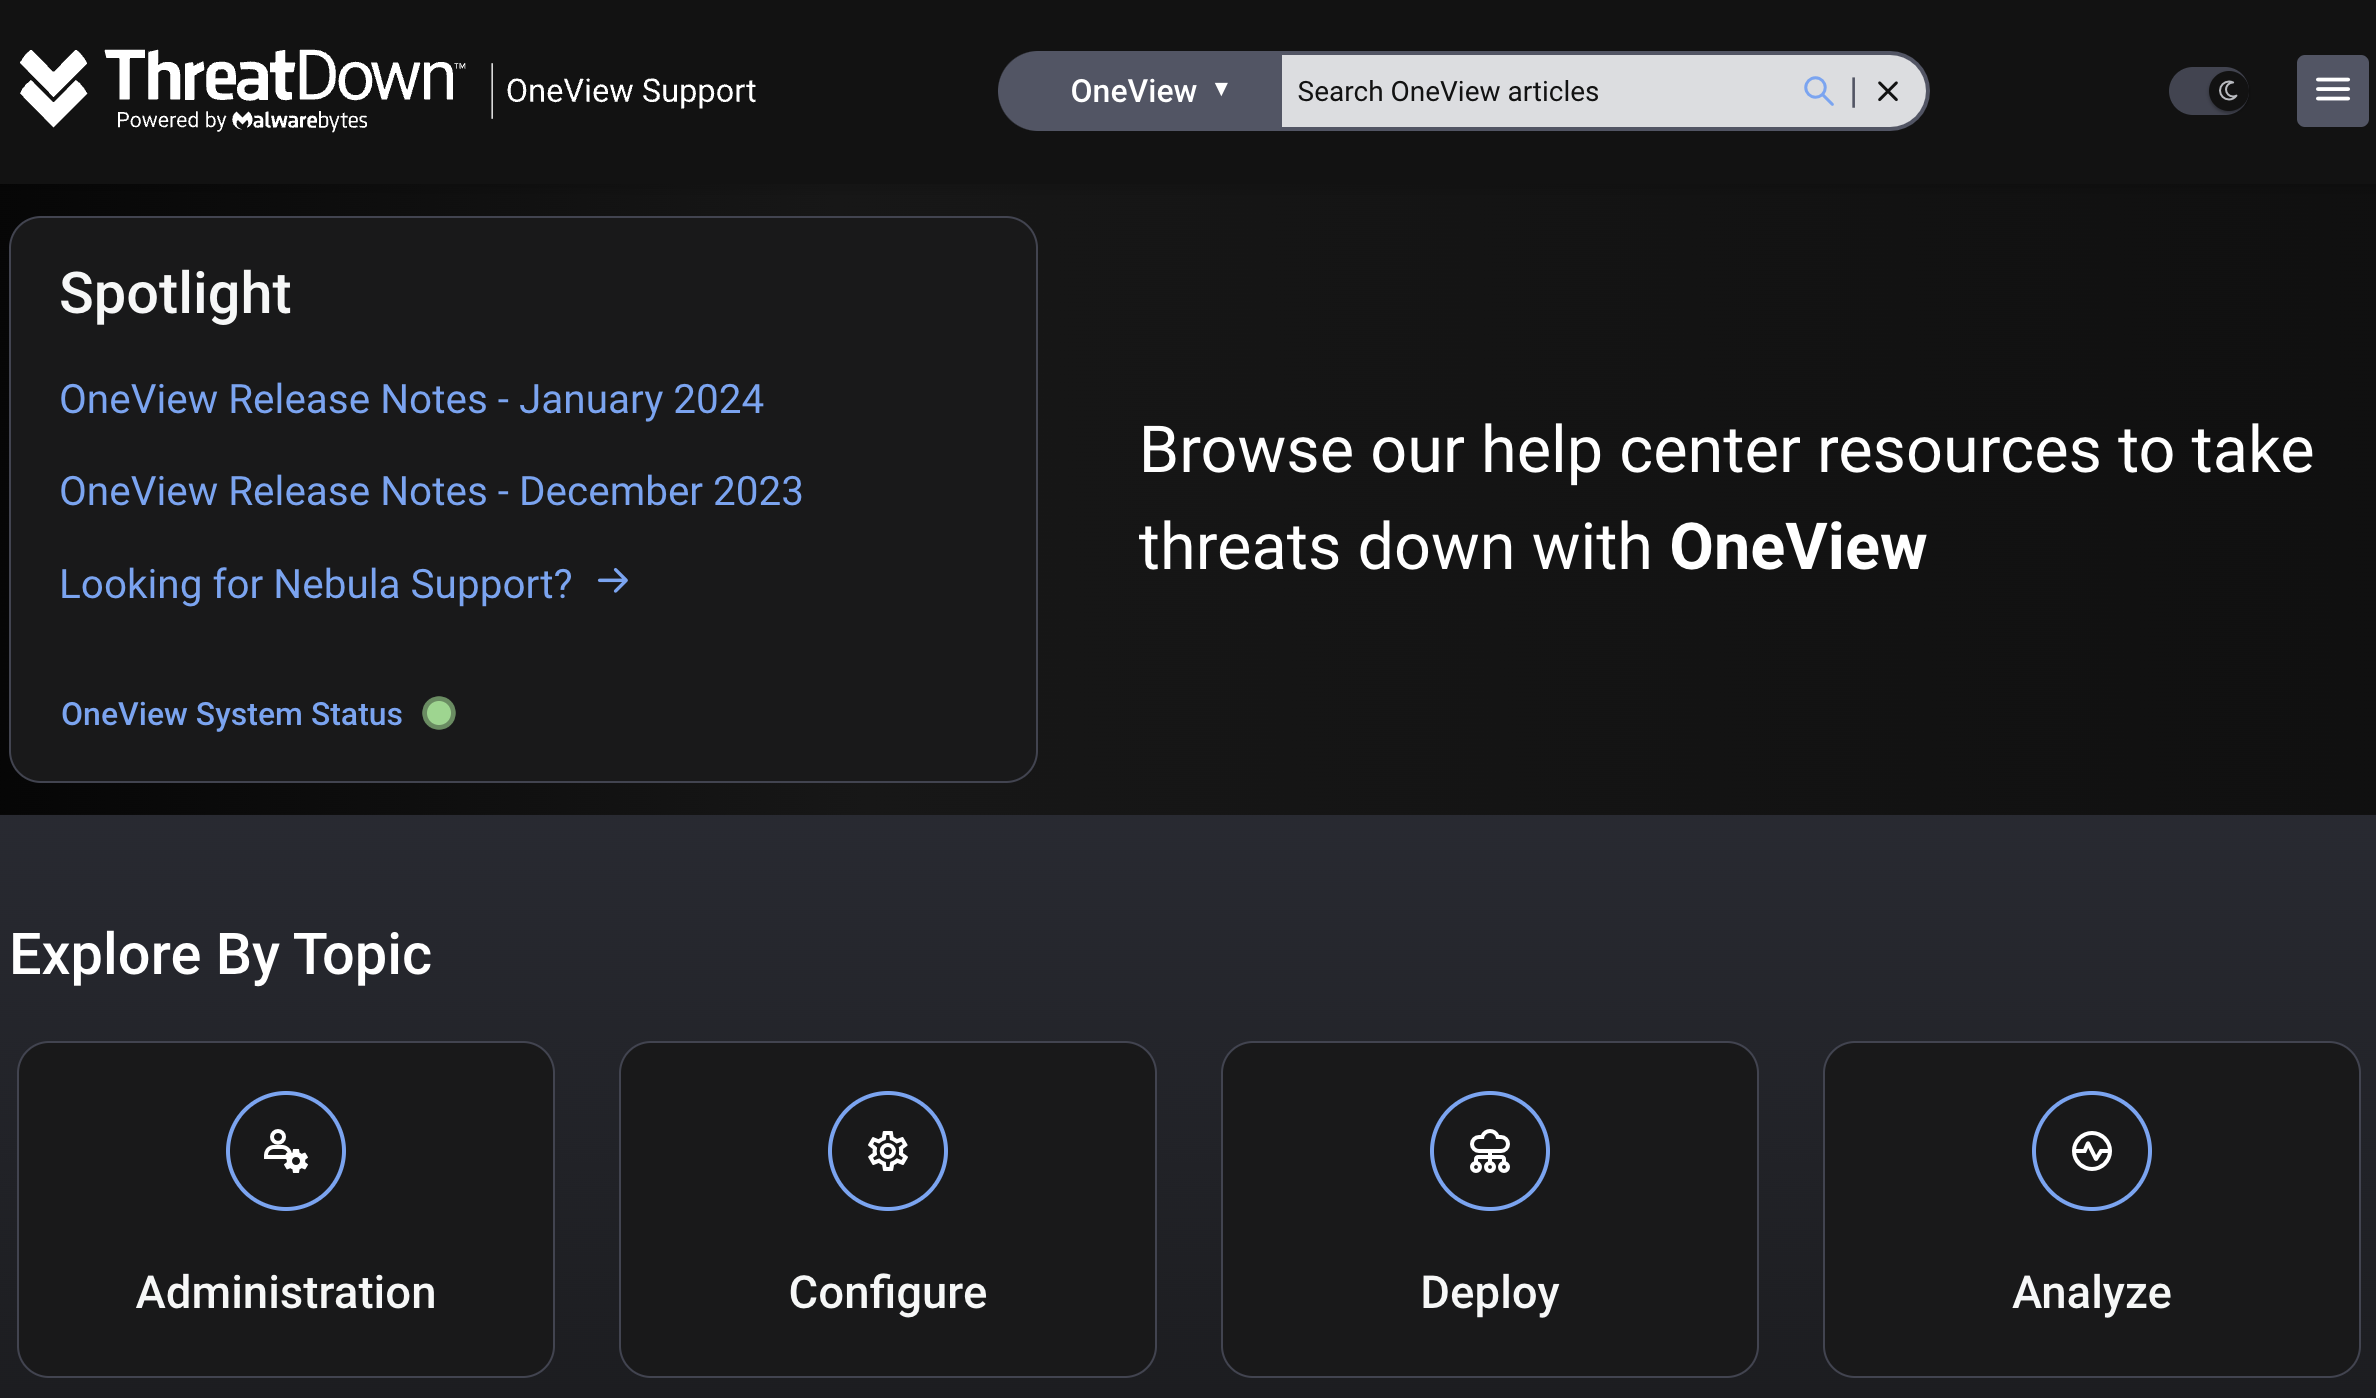 ThreatDown™
Powered by Malwarebytes
OneView Support
OneView ▼
Search OneView articles
Spotlight
OneView Release Notes - January 2024
OneView Release Notes - December 2023
Looking for Nebula Support? →
OneView System Status
Browse our help center resources to take
threats down with OneView
Explore By Topic
Administration
Configure
Deploy
Analyze